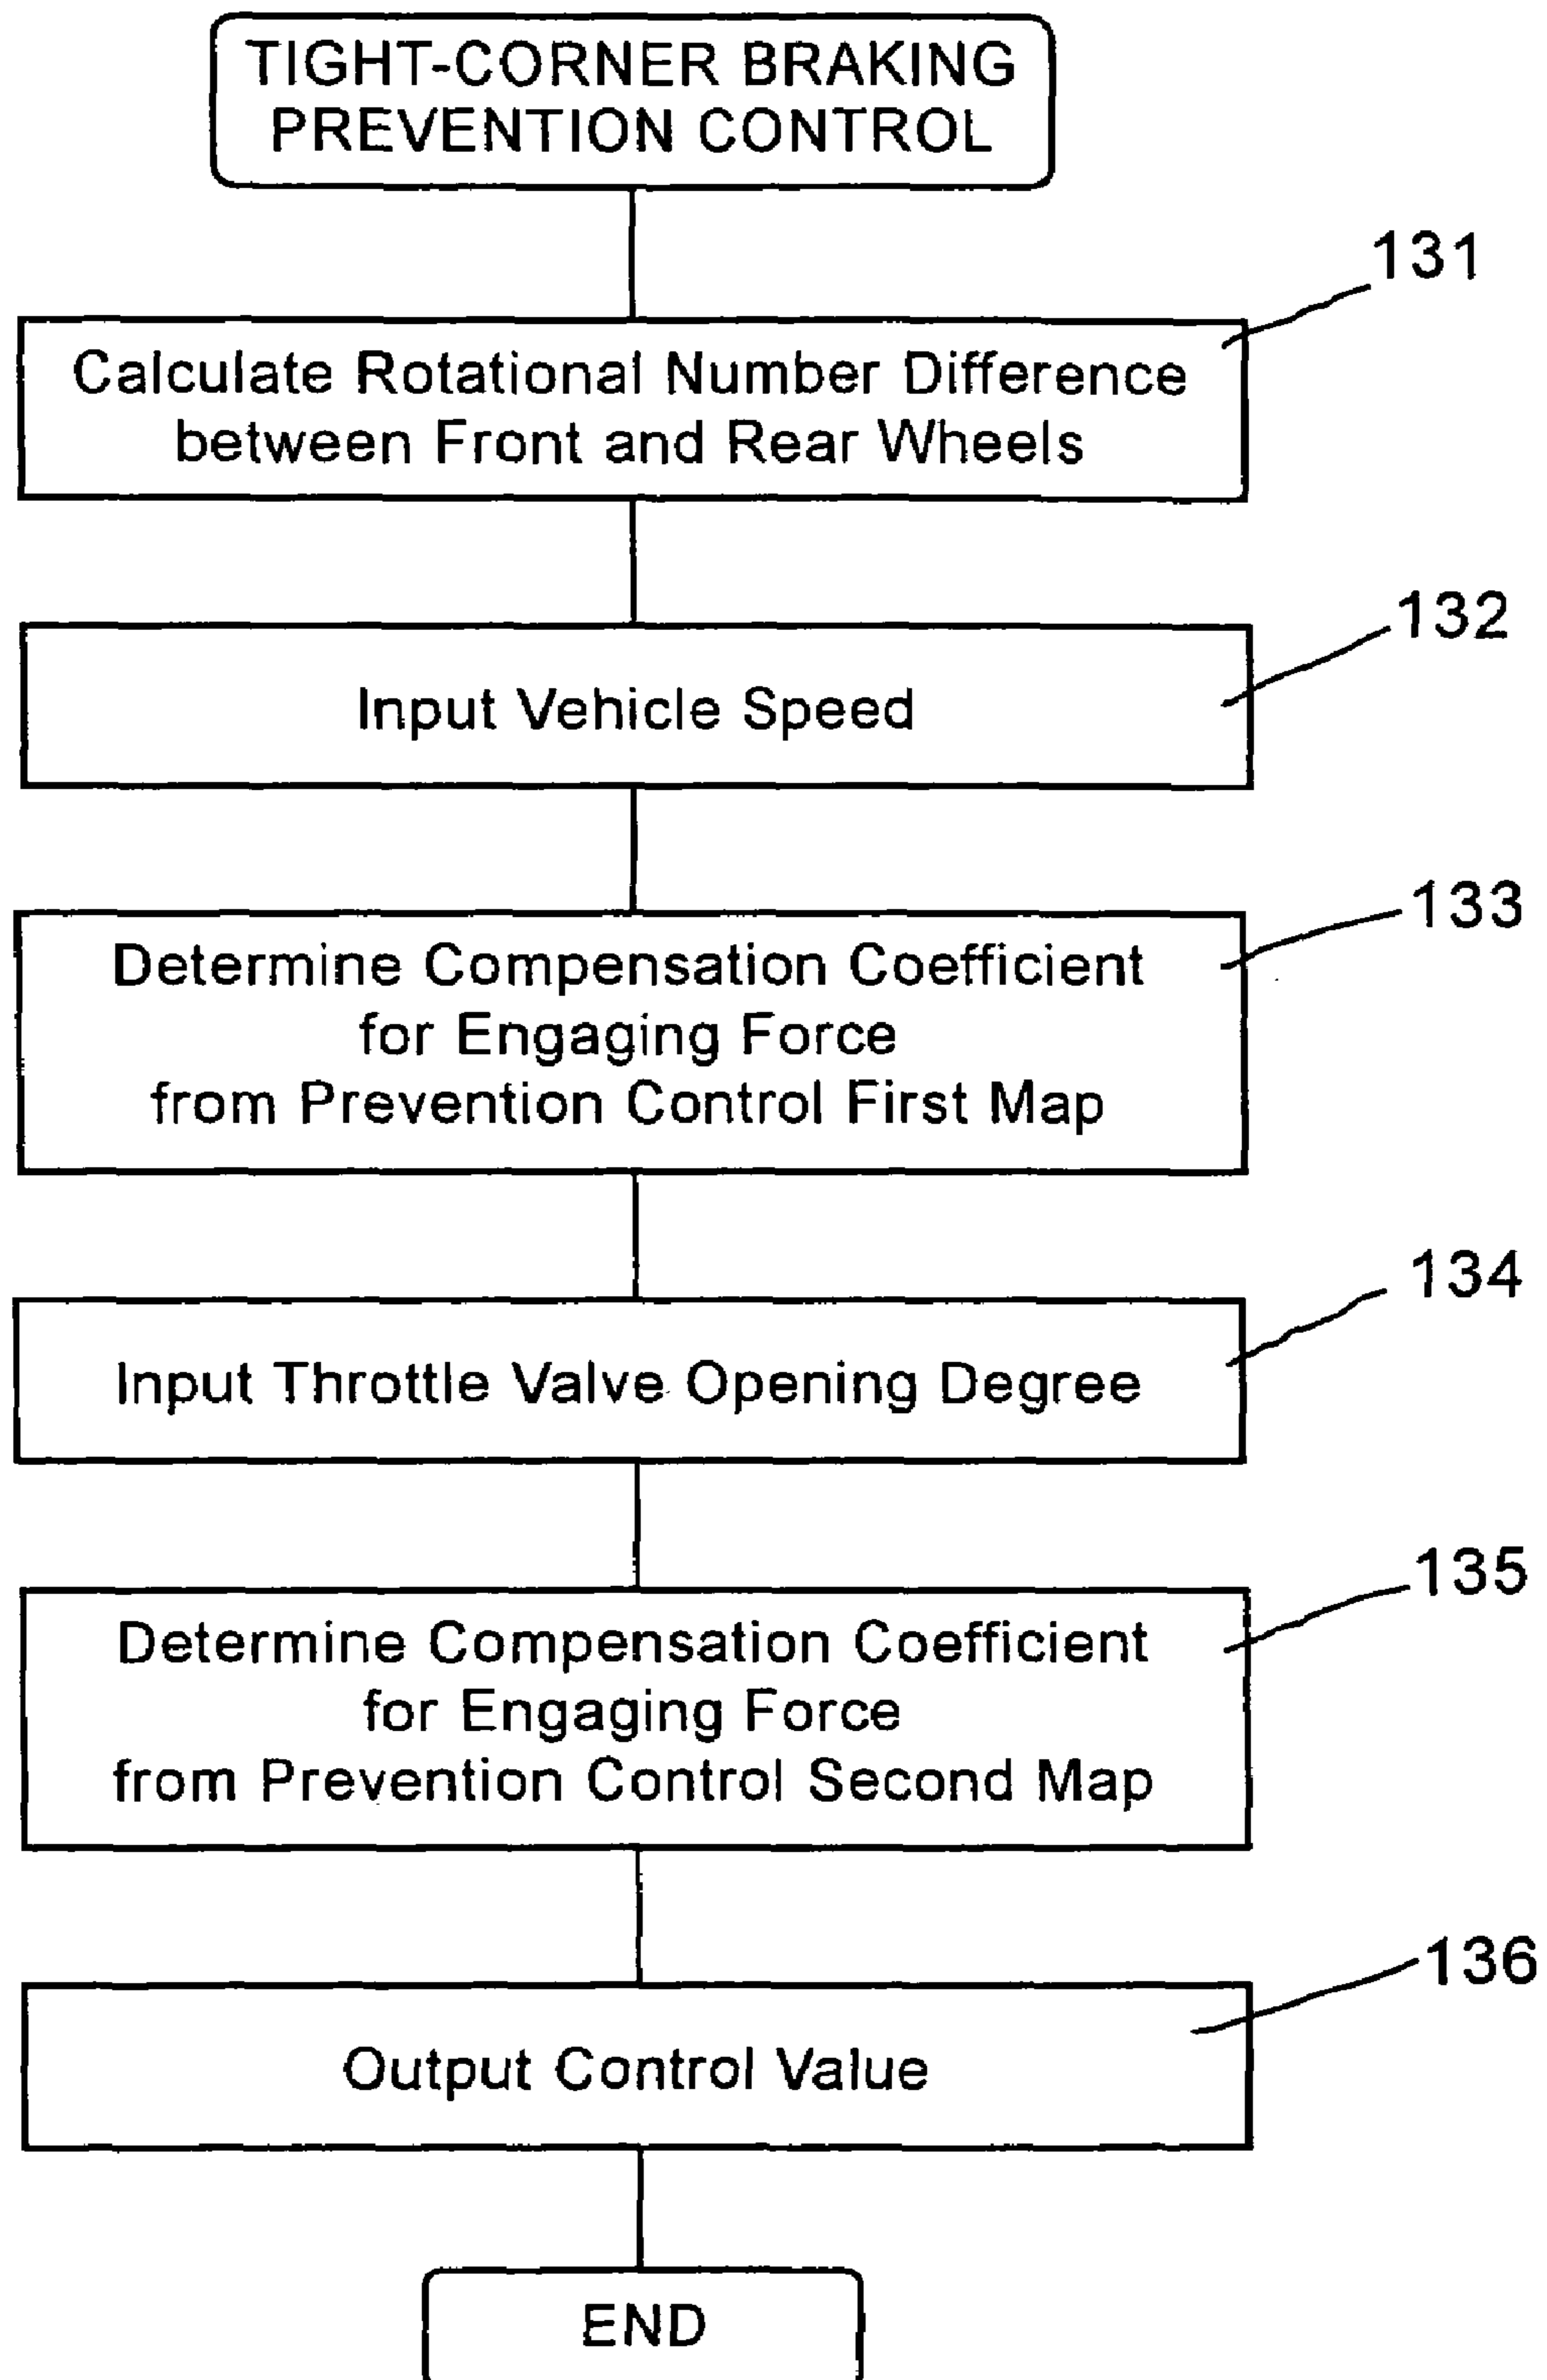 TIGHT-CORNER BRAKING
PREVENTION CONTROL
131
Calculate Rotational Number Difference
between Front and Rear Wheels
132
Input Vehicle Speed
133
Determine Compensation Coefficient
for Engaging Force
from Prevention Control First Map
134
Input Throttle Valve Opening Degree
135
Determine Compensation Coefficient
for Engaging Force
from Prevention Control Second Map
136
Output Control Value
END